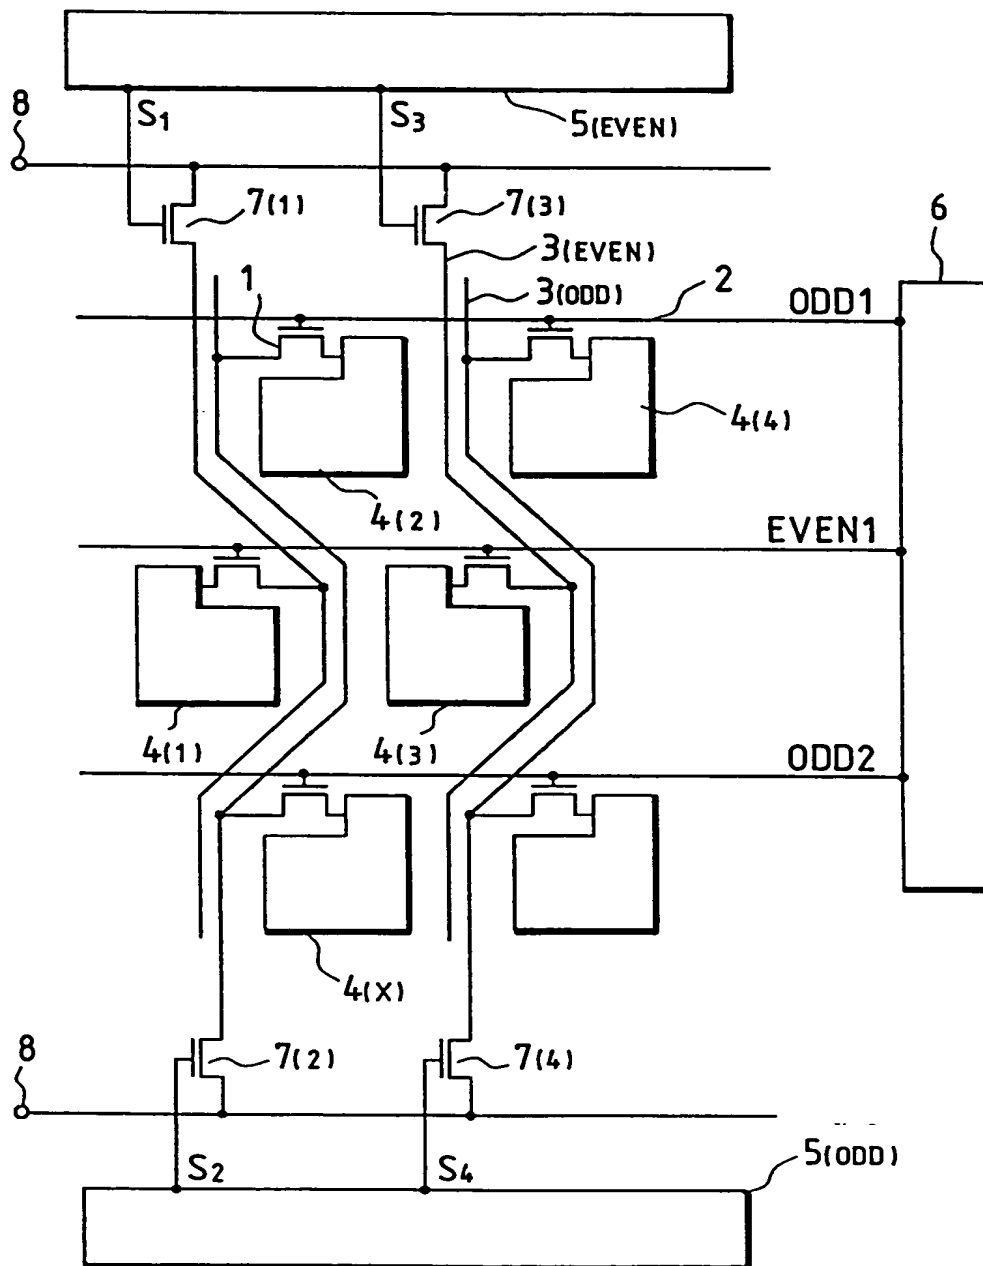 8
S1
S3
5(EVEN)
7(1)
7(3)
6
3(EVEN)
1
3(ODD)
2
ODD1
4(4)
4(2)
EVEN1
4(1)
4(3)
ODD2
4(X)
8
7(2)
7(4)
S2
S4
5(ODD)